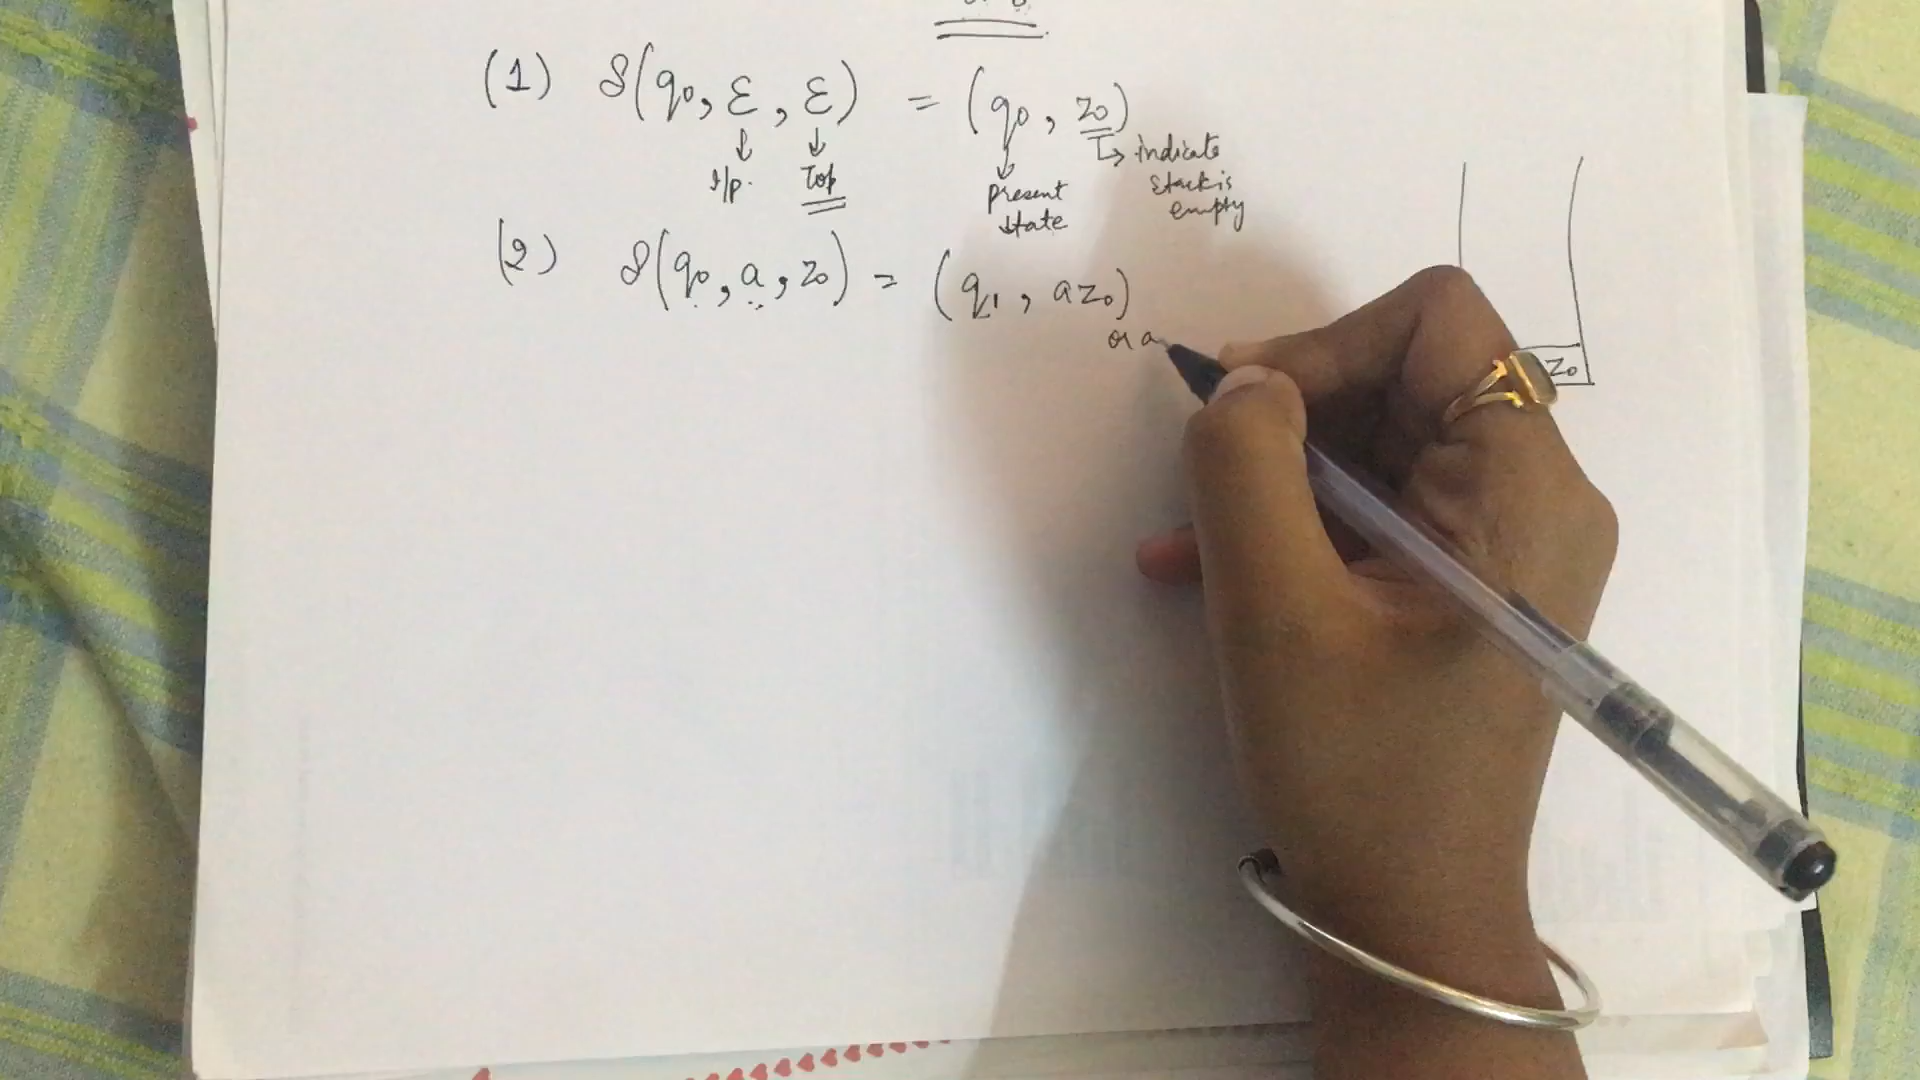 (1) δ(q0, ε, ε) = (q0, z0)
↓ I/p. ↓ Top ↓ Present state ↳ indicate stack is empty
(2) δ(q0, a, z0) = (q1, az0)
or a
z0